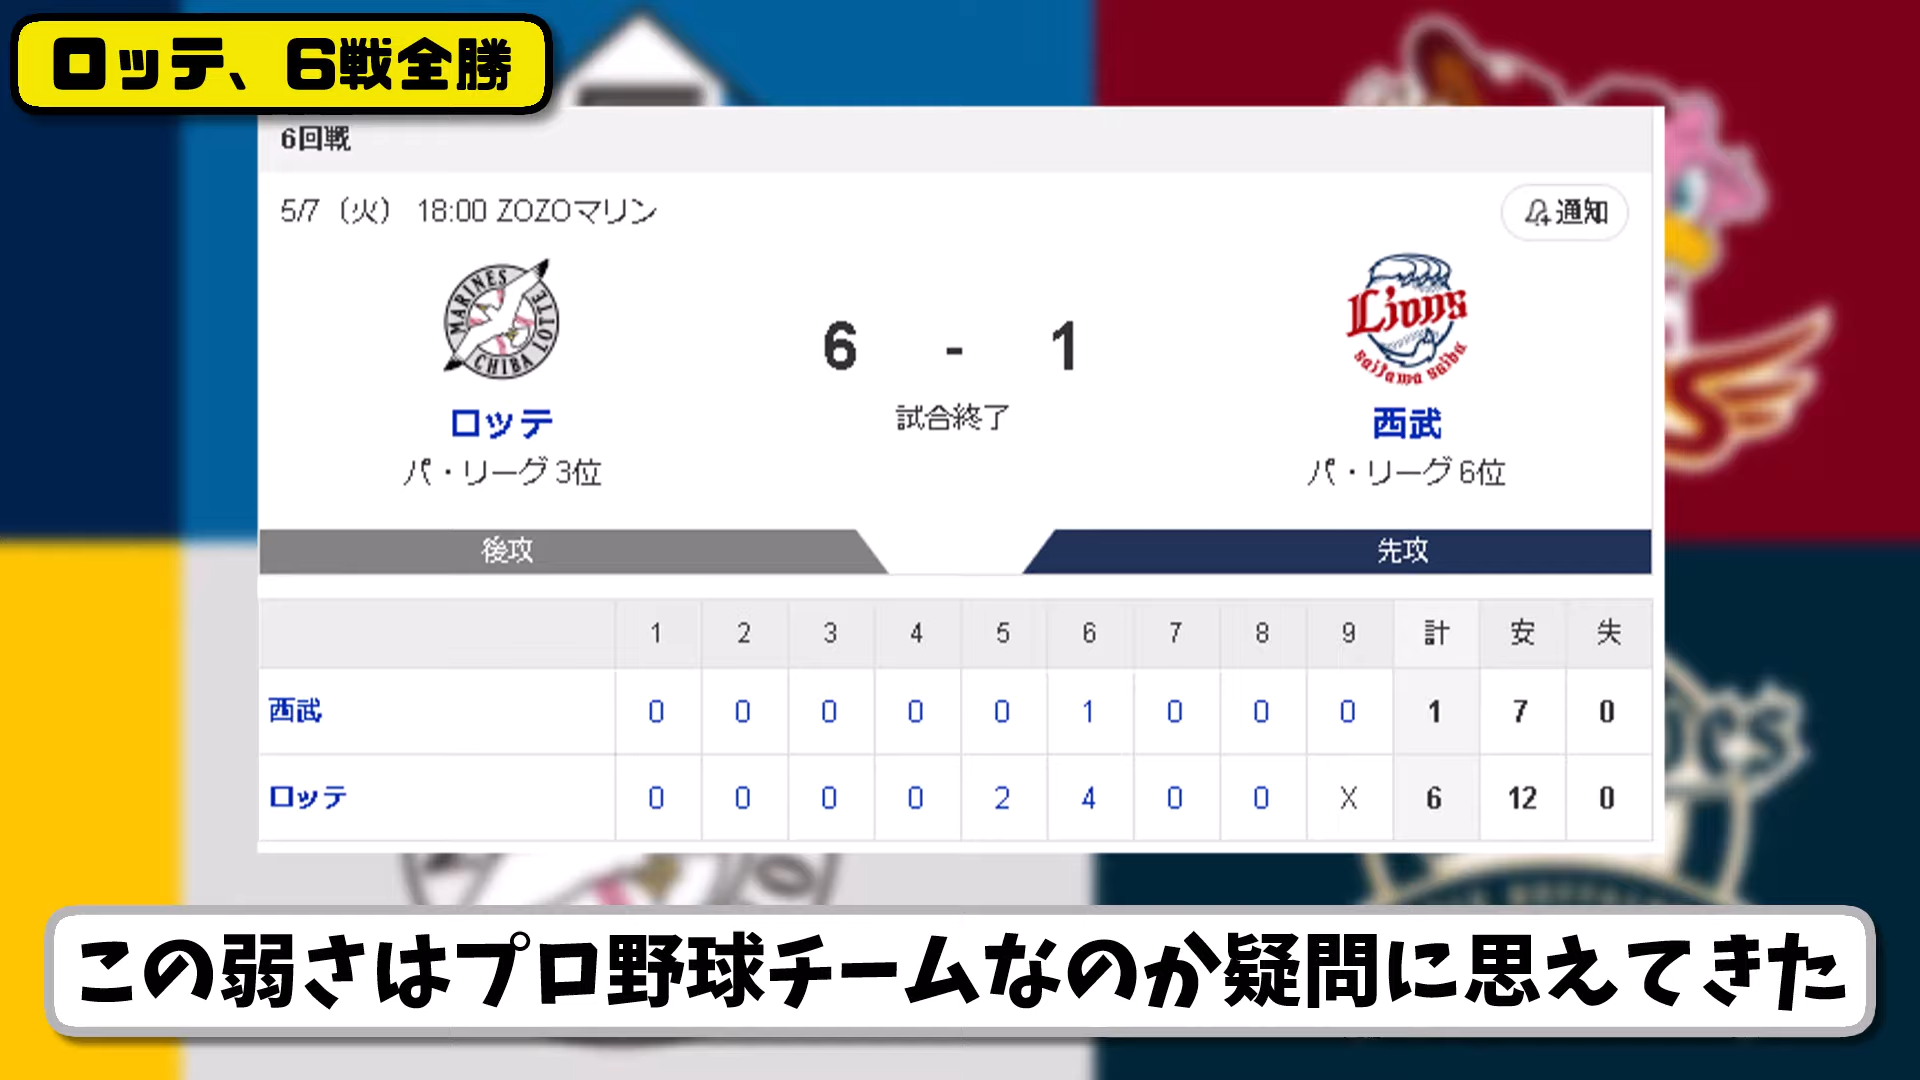 ロッテ、6戦全勝
6回戦
5/7（火） 18:00 ZOZOマリン
通知
MARINES
CHIBA LOTTE
Lions
saitama seibu
6 - 1
試合終了
ロッテ
西武
パ・リーグ 3位
パ・リーグ 6位
後攻
先攻
1 2 3 4 5 6 7 8 9 計 安 失
西武 0 0 0 0 0 1 0 0 0 1 7 0
ロッテ 0 0 0 0 2 4 0 0 X 6 12 0
この弱さはプロ野球チームなのか疑問に思えてきた